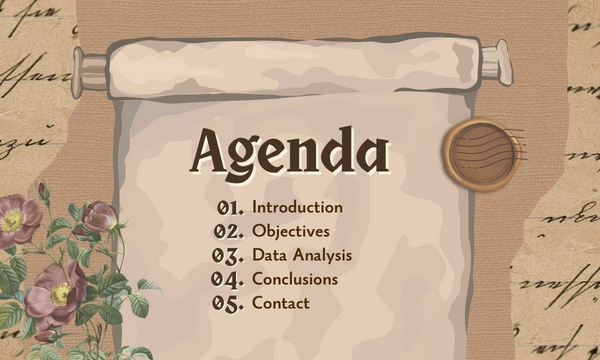 Agenda
01. Introduction
02. Objectives
03. Data Analysis
04. Conclusions
05. Contact